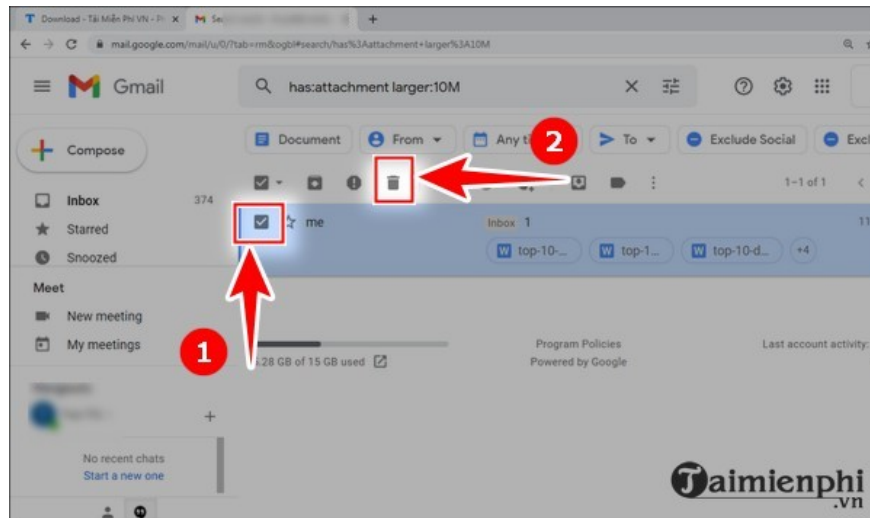 Download - Tải Miễn Phí VN - P
mail.google.com/mail/u/0/?tab=rm&ogbl#search/has%3Aattachment+larger%3A10M
Gmail
has:attachment larger:10M
Compose
Document
From
Any
2
To
Exclude Social
Excl
Inbox
374
1–1 of 1
Starred
me
Inbox
1
11
Snoozed
W top-10-...
W top-1...
W top-10-d...
+4
Meet
New meeting
My meetings
1
.28 GB of 15 GB used
Program Policies
Powered by Google
Last account activity:
No recent chats
Start a new one
Taimienphi
.vn